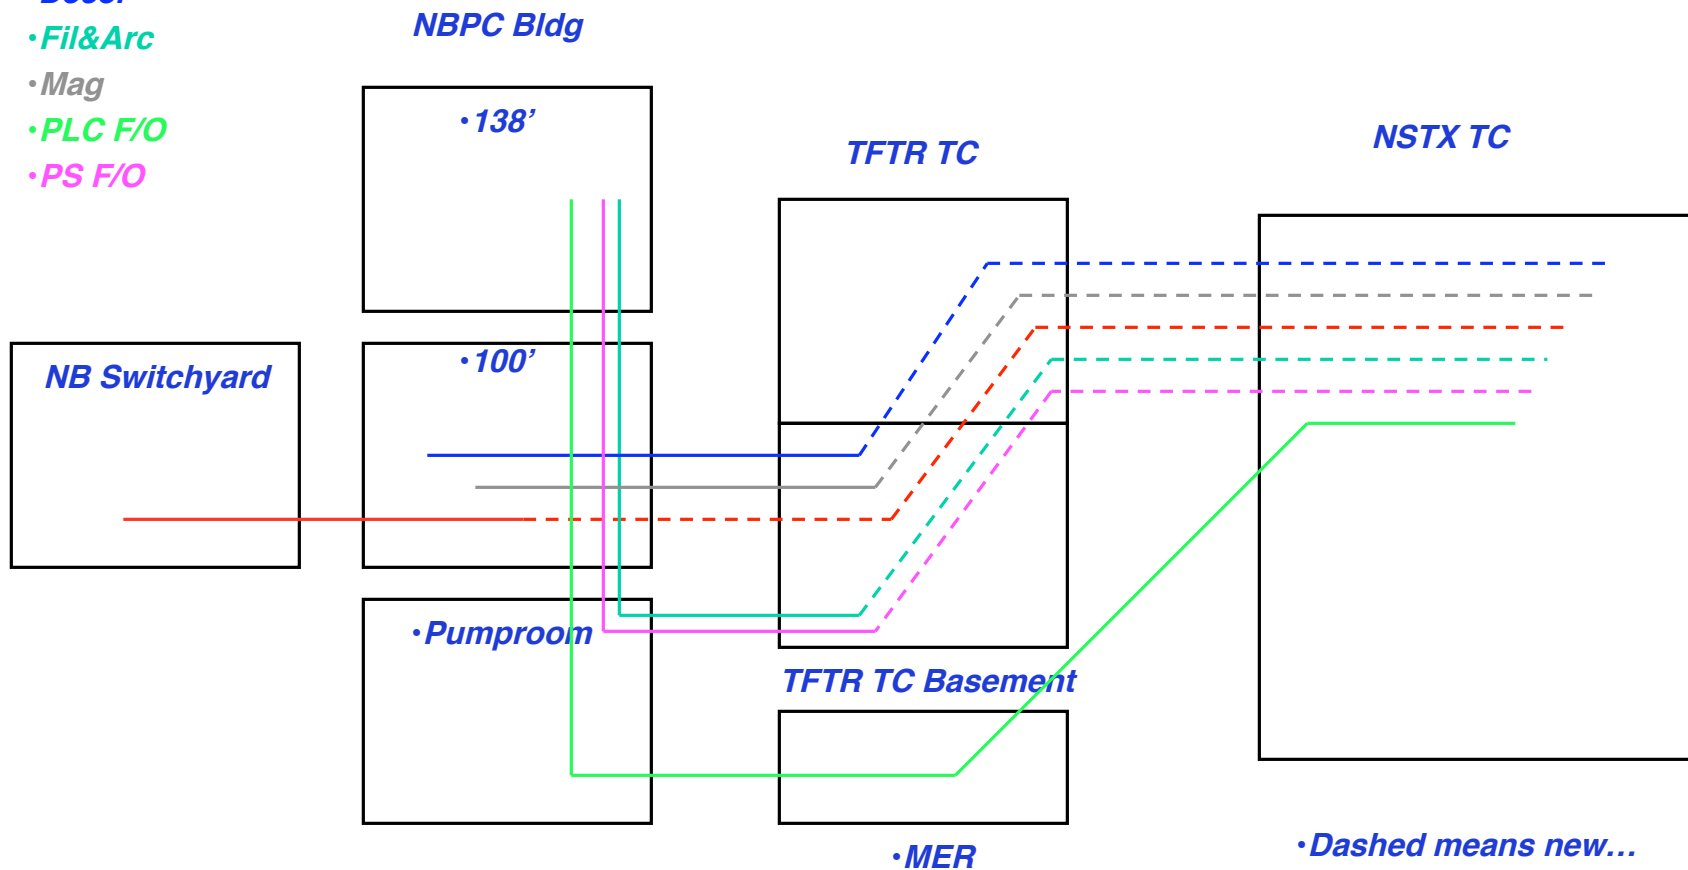 NBPC Bldg
•Fil&Arc
•Mag
•138’
•PLC F/O
NSTX TC
TFTR TC
•PS F/O
•100’
NB Switchyard
•Pumproom
TFTR TC Basement
•Dashed means new…
•MER